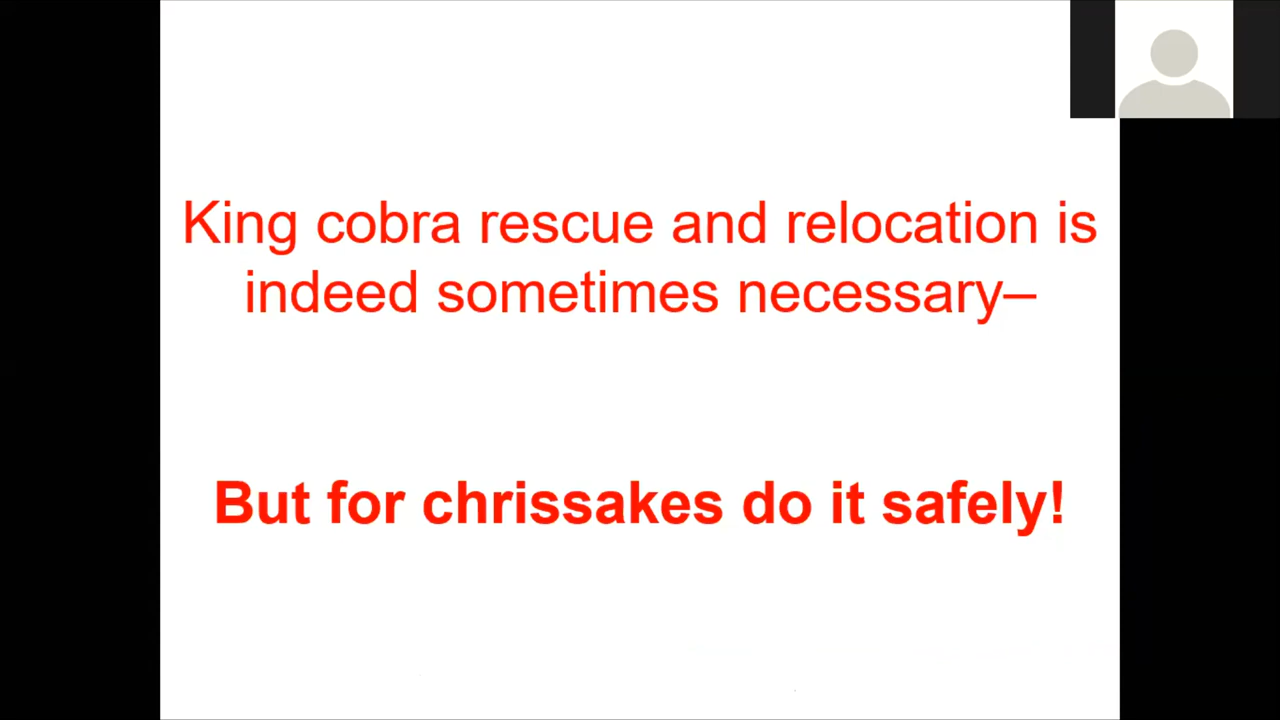 King cobra rescue and relocation is
indeed sometimes necessary–
But for chrissakes do it safely!